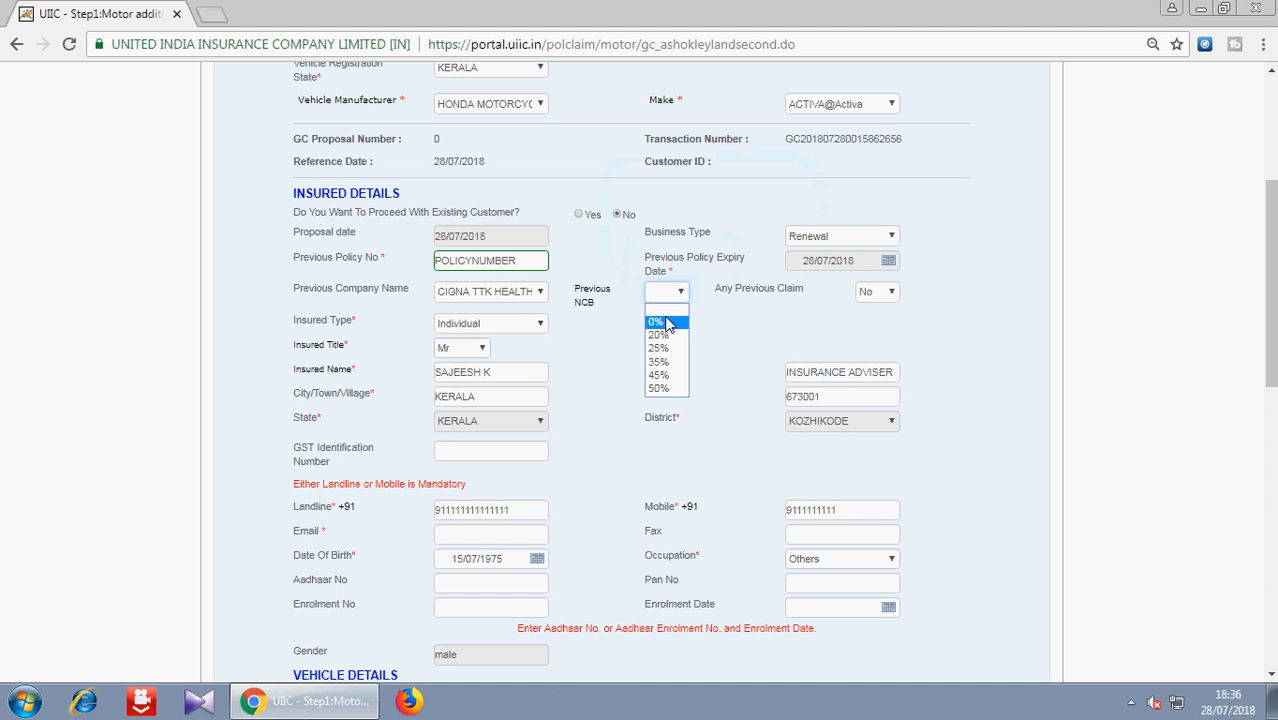 UIIC - Step1:Motor additi
UNITED INDIA INSURANCE COMPANY LIMITED [IN] https://portal.uiic.in/polclaim/motor/gc_ashokleylandsecond.do
Vehicle Registration State* KERALA
Vehicle Manufacturer * HONDA MOTORCY( Make * ACTIVA@Activa
GC Proposal Number : 0 Transaction Number : GC201807280015862656
Reference Date : 28/07/2018 Customer ID :
INSURED DETAILS
Do You Want To Proceed With Existing Customer? Yes No
Proposal date 28/07/2018 Business Type Renewal
Previous Policy No * POLICYNUMBER Previous Policy Expiry Date * 28/07/2018
Previous Company Name CIGNA TTK HEALTH Previous NCB Any Previous Claim No
0%
20%
25%
35%
45%
50%
Insured Type* Individual
Insured Title* Mr
Insured Name* SAJEESH K INSURANCE ADVISER
City/Town/Village* KERALA 673001
State* KERALA District* KOZHIKODE
GST Identification Number
Either Landline or Mobile is Mandatory
Landline* +91 911111111111111 Mobile* +91 9111111111
Email * Fax
Date Of Birth* 15/07/1975 Occupation* Others
Aadhaar No Pan No
Enrolment No Enrolment Date
Enter Aadhaar No. or Aadhaar Enrolment No. and Enrolment Date.
Gender male
VEHICLE DETAILS
UIIC - Step1:Moto...
18:36
28/07/2018